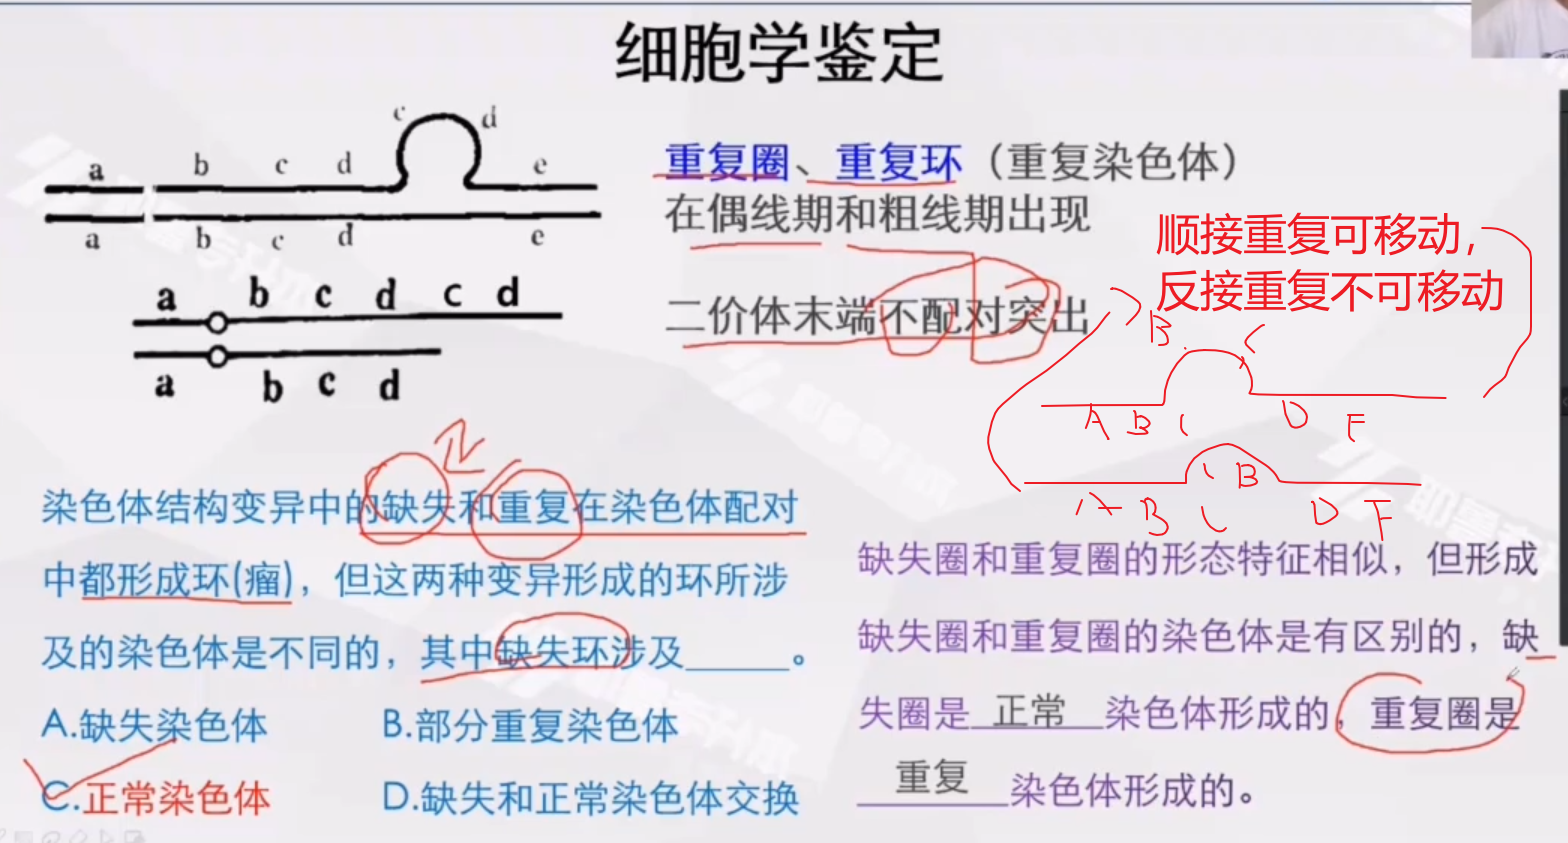 细胞学鉴定
c d
a b c d e
a b c d e
a b c d c d
a b c d
重复圈、重复环（重复染色体）
在偶线期和粗线期出现
二价体末端不配对突出
顺接重复可移动，
反接重复不可移动
B C
A B C D E
C B
A B C D F
染色体结构变异中的缺失和重复在染色体配对
中都形成环(瘤)，但这两种变异形成的环所涉
及的染色体是不同的，其中缺失环涉及______。
A.缺失染色体 B.部分重复染色体
C.正常染色体 D.缺失和正常染色体交换
缺失圈和重复圈的形态特征相似，但形成
缺失圈和重复圈的染色体是有区别的，缺
失圈是 正常 染色体形成的，重复圈是
重复 染色体形成的。